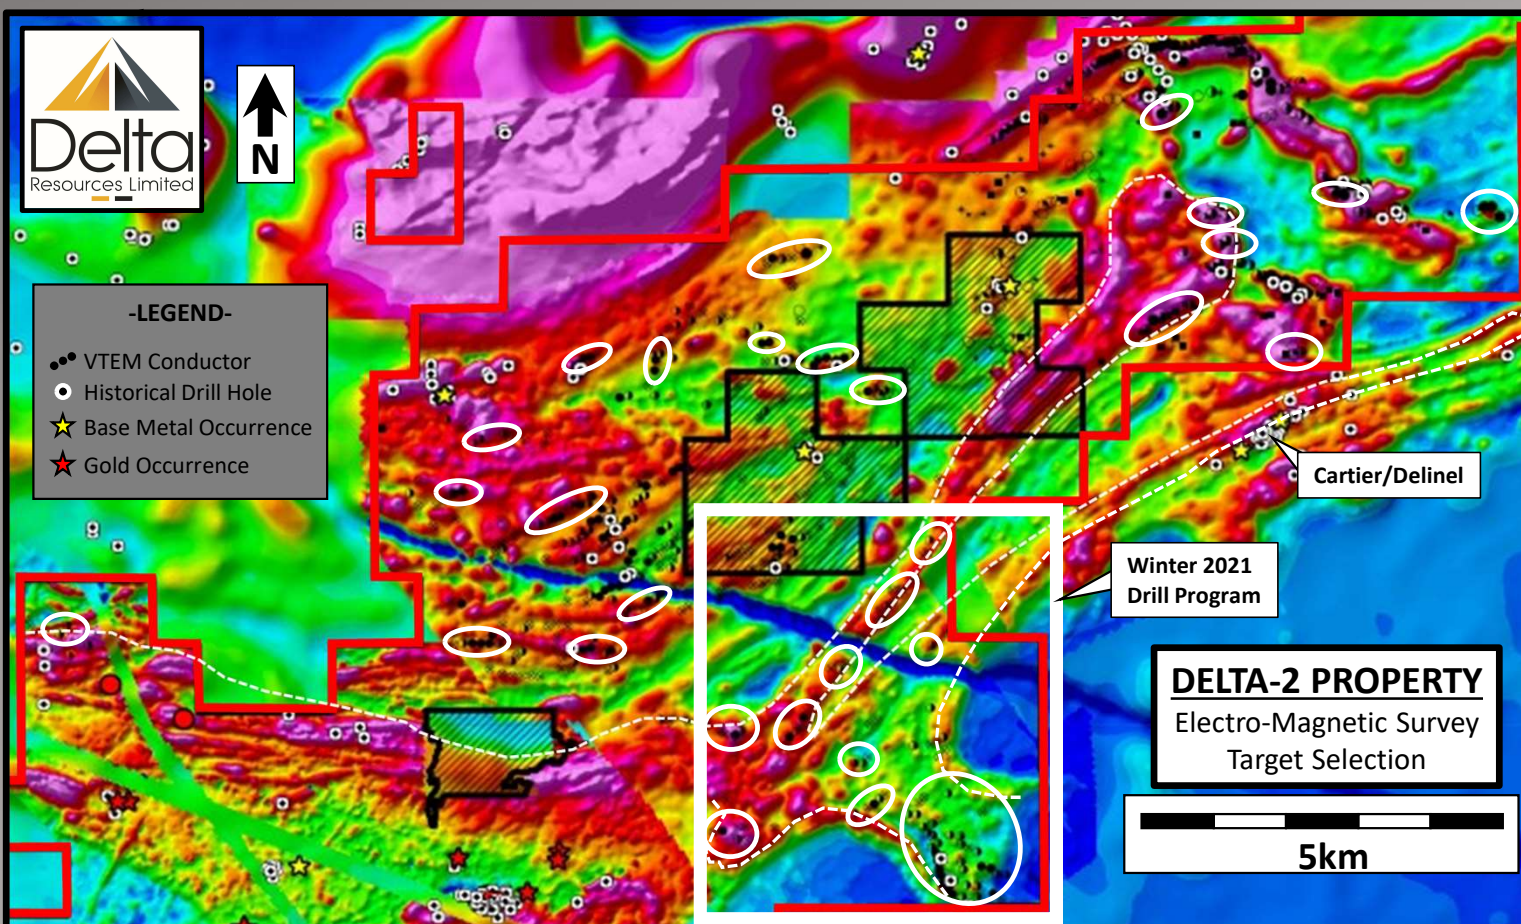 Delta
Resources Limited
N
-LEGEND-
VTEM Conductor
Historical Drill Hole
Base Metal Occurrence
Gold Occurrence
Cartier/Delinel
Winter 2021
Drill Program
DELTA-2 PROPERTY
Electro-Magnetic Survey
Target Selection
5km